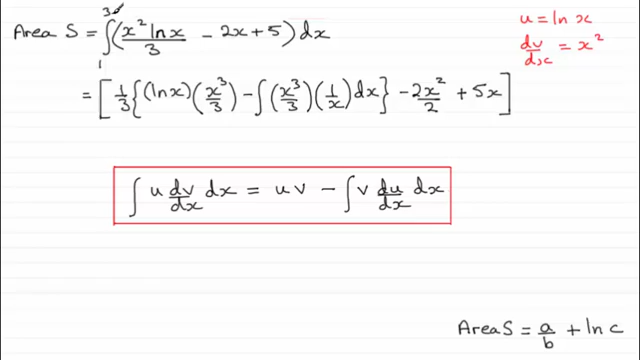 Area S = ∫₁³ (x² ln x / 3 − 2x + 5) dx
u = ln x
dv/dx = x²
= [ 1/3 { (ln x)(x³/3) − ∫ (x³/3)(1/x) dx } − 2x²/2 + 5x ]
∫ u dv/dx dx = uv − ∫ v du/dx dx
Area S = a/b + ln c